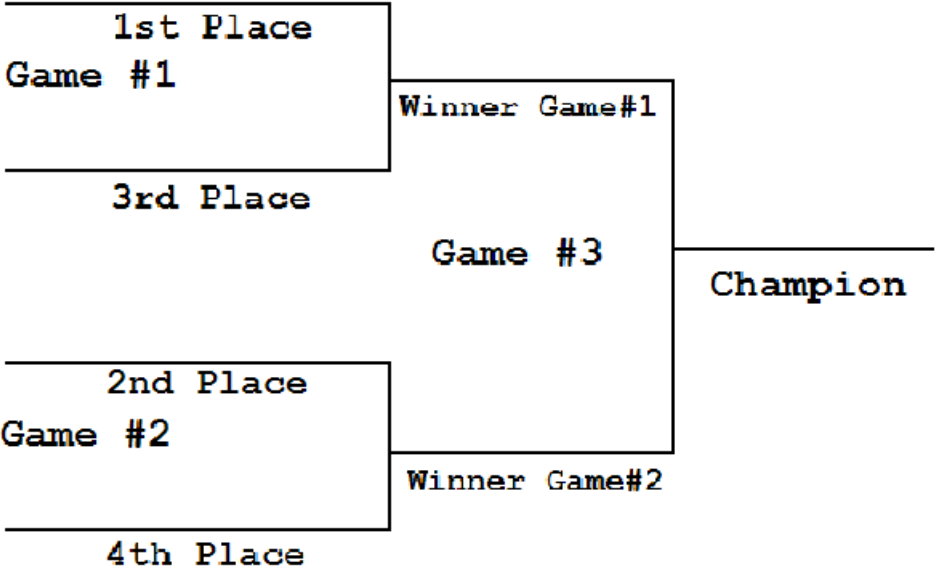 1st Place
Game #1
Winner Game#1
3rd Place
Game #3
Champion
2nd Place
Game #2
Winner Game#2
4th Place